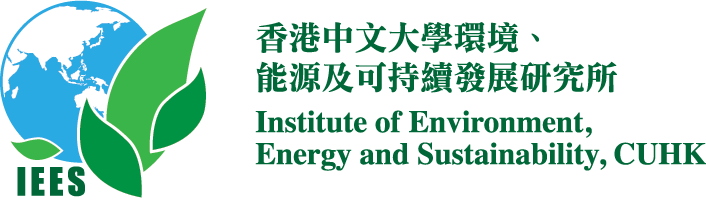 香港中文大學環境、
能源及可持續發展研究所
Institute of Environment,
Energy and Sustainability, CUHK
IEES